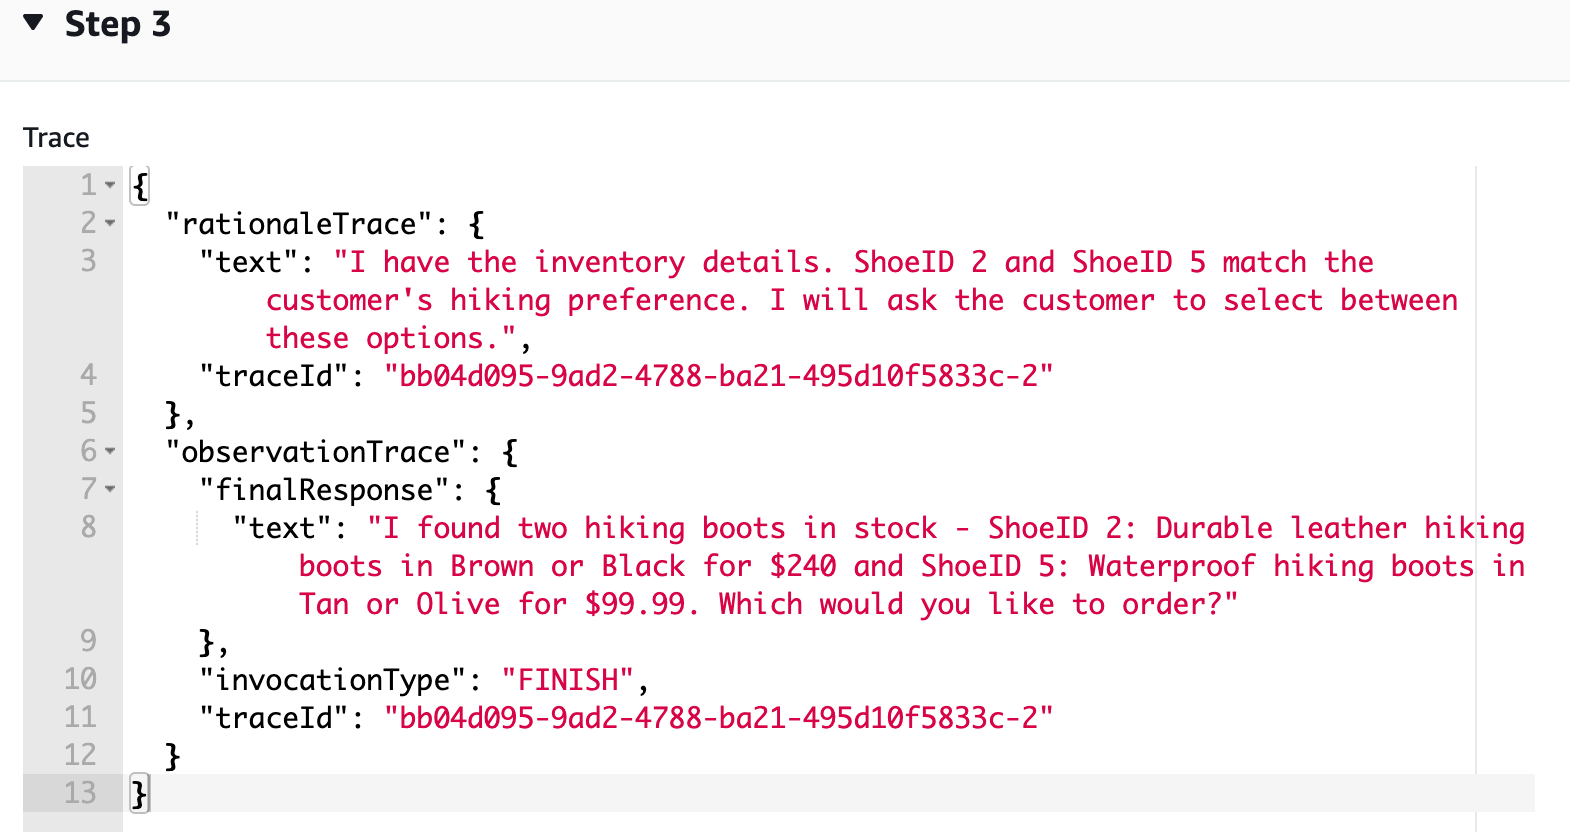 ▼ Step 3
Trace
1 {
2 "rationaleTrace": {
3 "text": "I have the inventory details. ShoeID 2 and ShoeID 5 match the
customer's hiking preference. I will ask the customer to select between
these options.",
4 "traceId": "bb04d095-9ad2-4788-ba21-495d10f5833c-2"
5 },
6 "observationTrace": {
7 "finalResponse": {
8 "text": "I found two hiking boots in stock - ShoeID 2: Durable leather hiking
boots in Brown or Black for $240 and ShoeID 5: Waterproof hiking boots in
Tan or Olive for $99.99. Which would you like to order?"
9 },
10 "invocationType": "FINISH",
11 "traceId": "bb04d095-9ad2-4788-ba21-495d10f5833c-2"
12 }
13 }